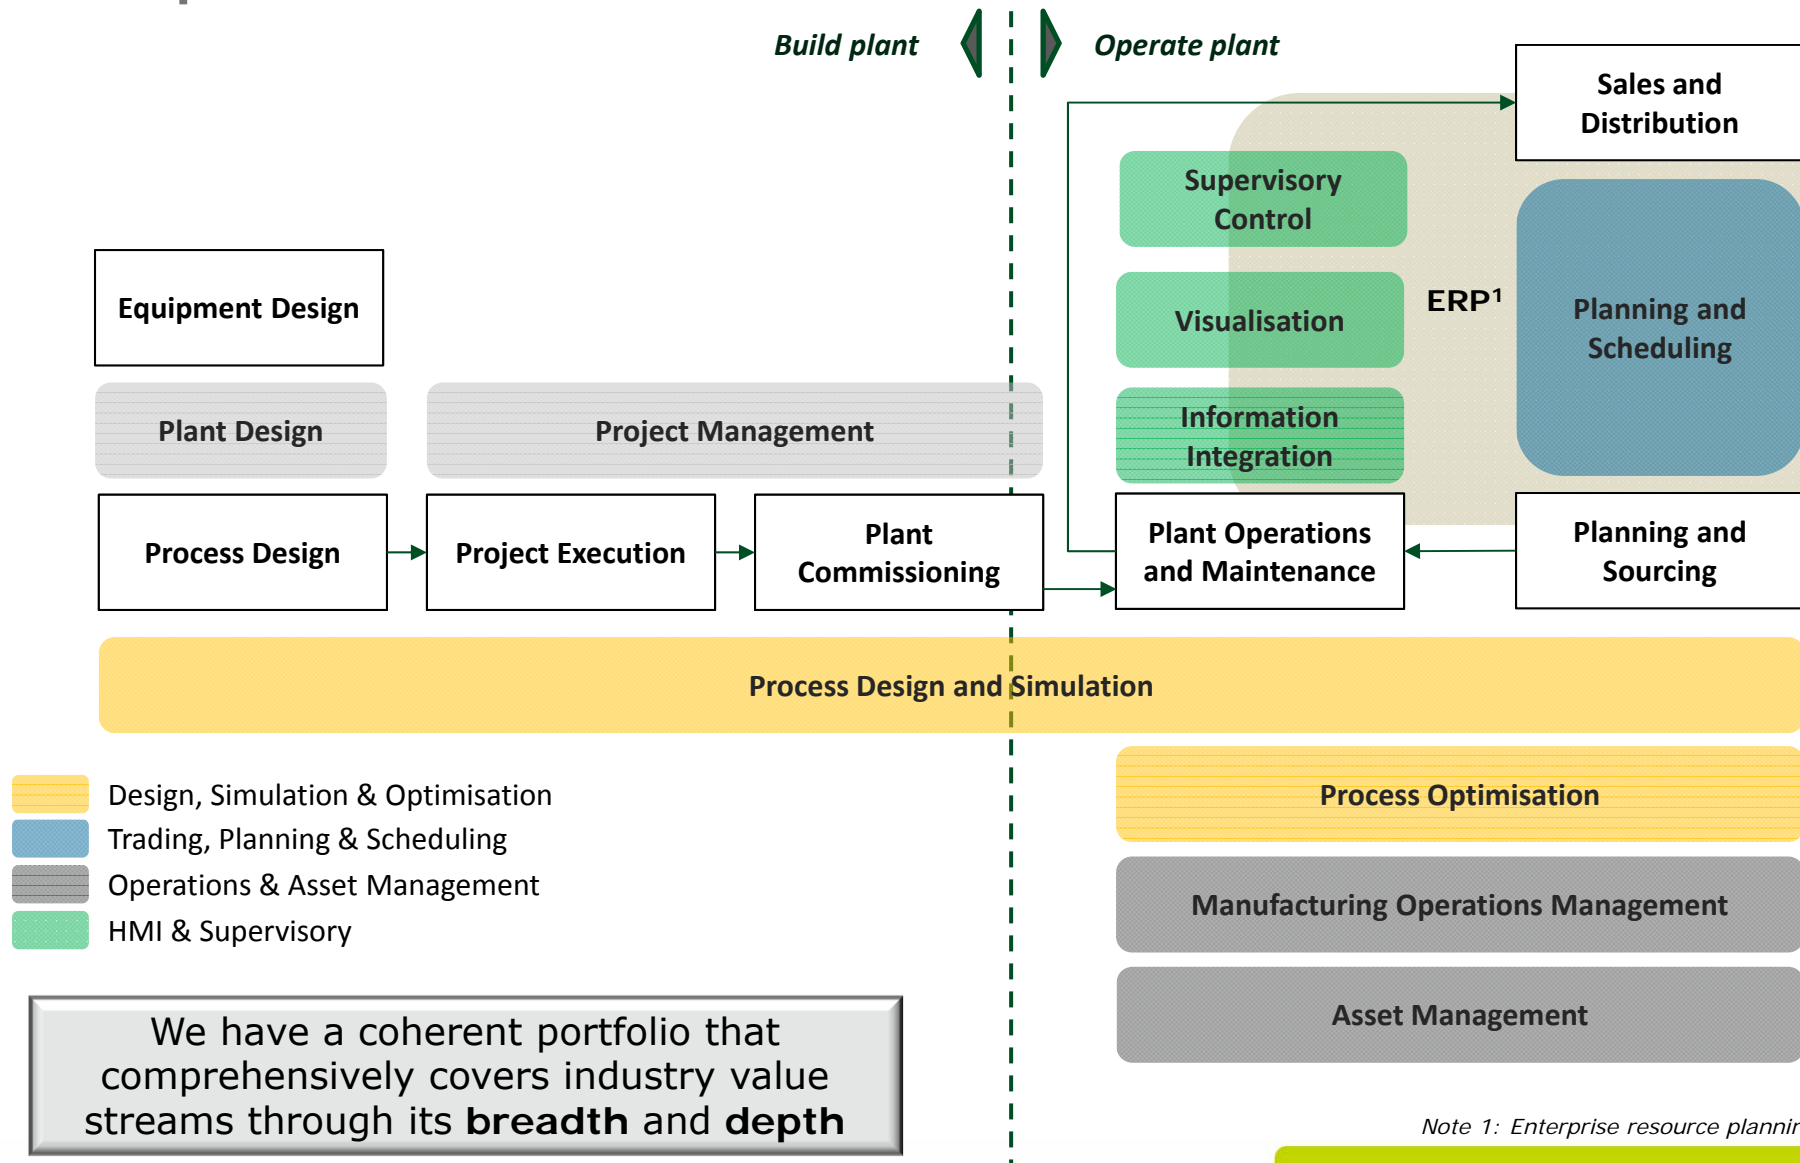 Build plant
Operate plant
Sales and
Distribution
Supervisory
Control
Equipment Design
Visualisation
ERP¹
Planning and
Scheduling
Plant Design
Project Management
Information
Integration
Process Design
Project Execution
Plant
Commissioning
Plant Operations
and Maintenance
Planning and
Sourcing
Process Design and Simulation
Design, Simulation & Optimisation
Trading, Planning & Scheduling
Operations & Asset Management
HMI & Supervisory
Process Optimisation
Manufacturing Operations Management
Asset Management
We have a coherent portfolio that
comprehensively covers industry value
streams through its breadth and depth
Note 1: Enterprise resource plannin